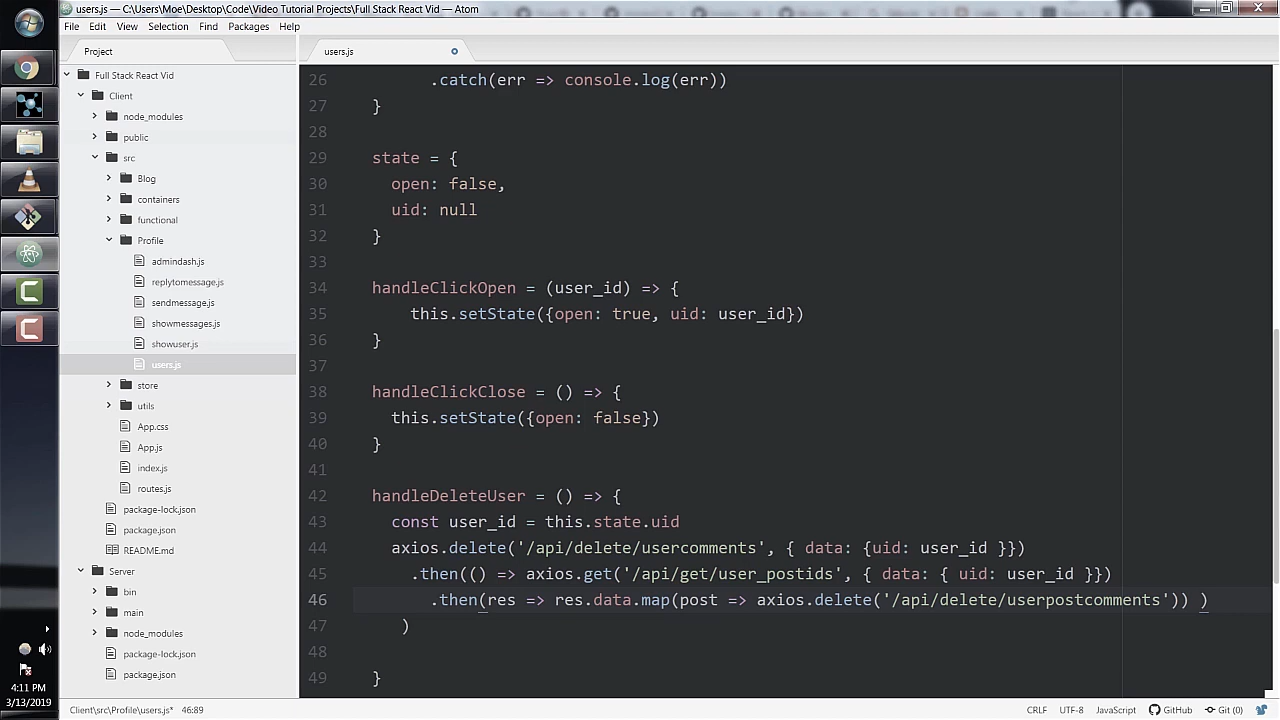 users.js — C:\Users\Moe\Desktop\Code\Video Tutorial Projects\Full Stack React Vid — Atom
File Edit View Selection Find Packages Help
Project
users.js
Full Stack React Vid
Client
node_modules
public
src
Blog
containers
functional
Profile
admindash.js
replytomessage.js
sendmessage.js
showmessages.js
showuser.js
users.js
store
utils
App.css
App.js
index.js
routes.js
package-lock.json
package.json
README.md
Server
bin
main
node_modules
package-lock.json
package.json
26 .catch(err => console.log(err))
27 }
28
29 state = {
30 open: false,
31 uid: null
32 }
33
34 handleClickOpen = (user_id) => {
35 this.setState({open: true, uid: user_id})
36 }
37
38 handleClickClose = () => {
39 this.setState({open: false})
40 }
41
42 handleDeleteUser = () => {
43 const user_id = this.state.uid
44 axios.delete('/api/delete/usercomments', { data: {uid: user_id }})
45 .then(() => axios.get('/api/get/user_postids', { data: { uid: user_id }})
46 .then(res => res.data.map(post => axios.delete('/api/delete/userpostcomments')) )
47 )
48
49 }
4:11 PM
3/13/2019
Client\src\Profile\users.js* 46:89
CRLF UTF-8 JavaScript GitHub Git (0)